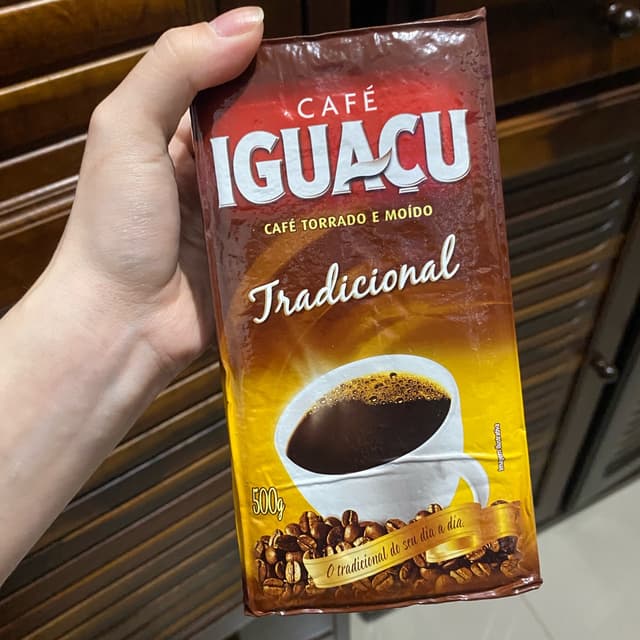 CAFÉ
IGUAÇU
CAFÉ TORRADO E MOÍDO
Tradicional
500g
O tradicional do seu dia a dia.